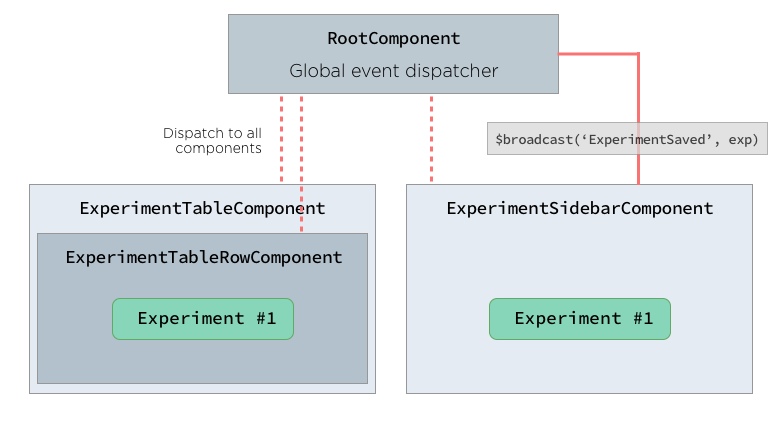 RootComponent
Global event dispatcher
Dispatch to all
components
$broadcast(‘ExperimentSaved’, exp)
ExperimentTableComponent
ExperimentSidebarComponent
ExperimentTableRowComponent
Experiment #1
Experiment #1